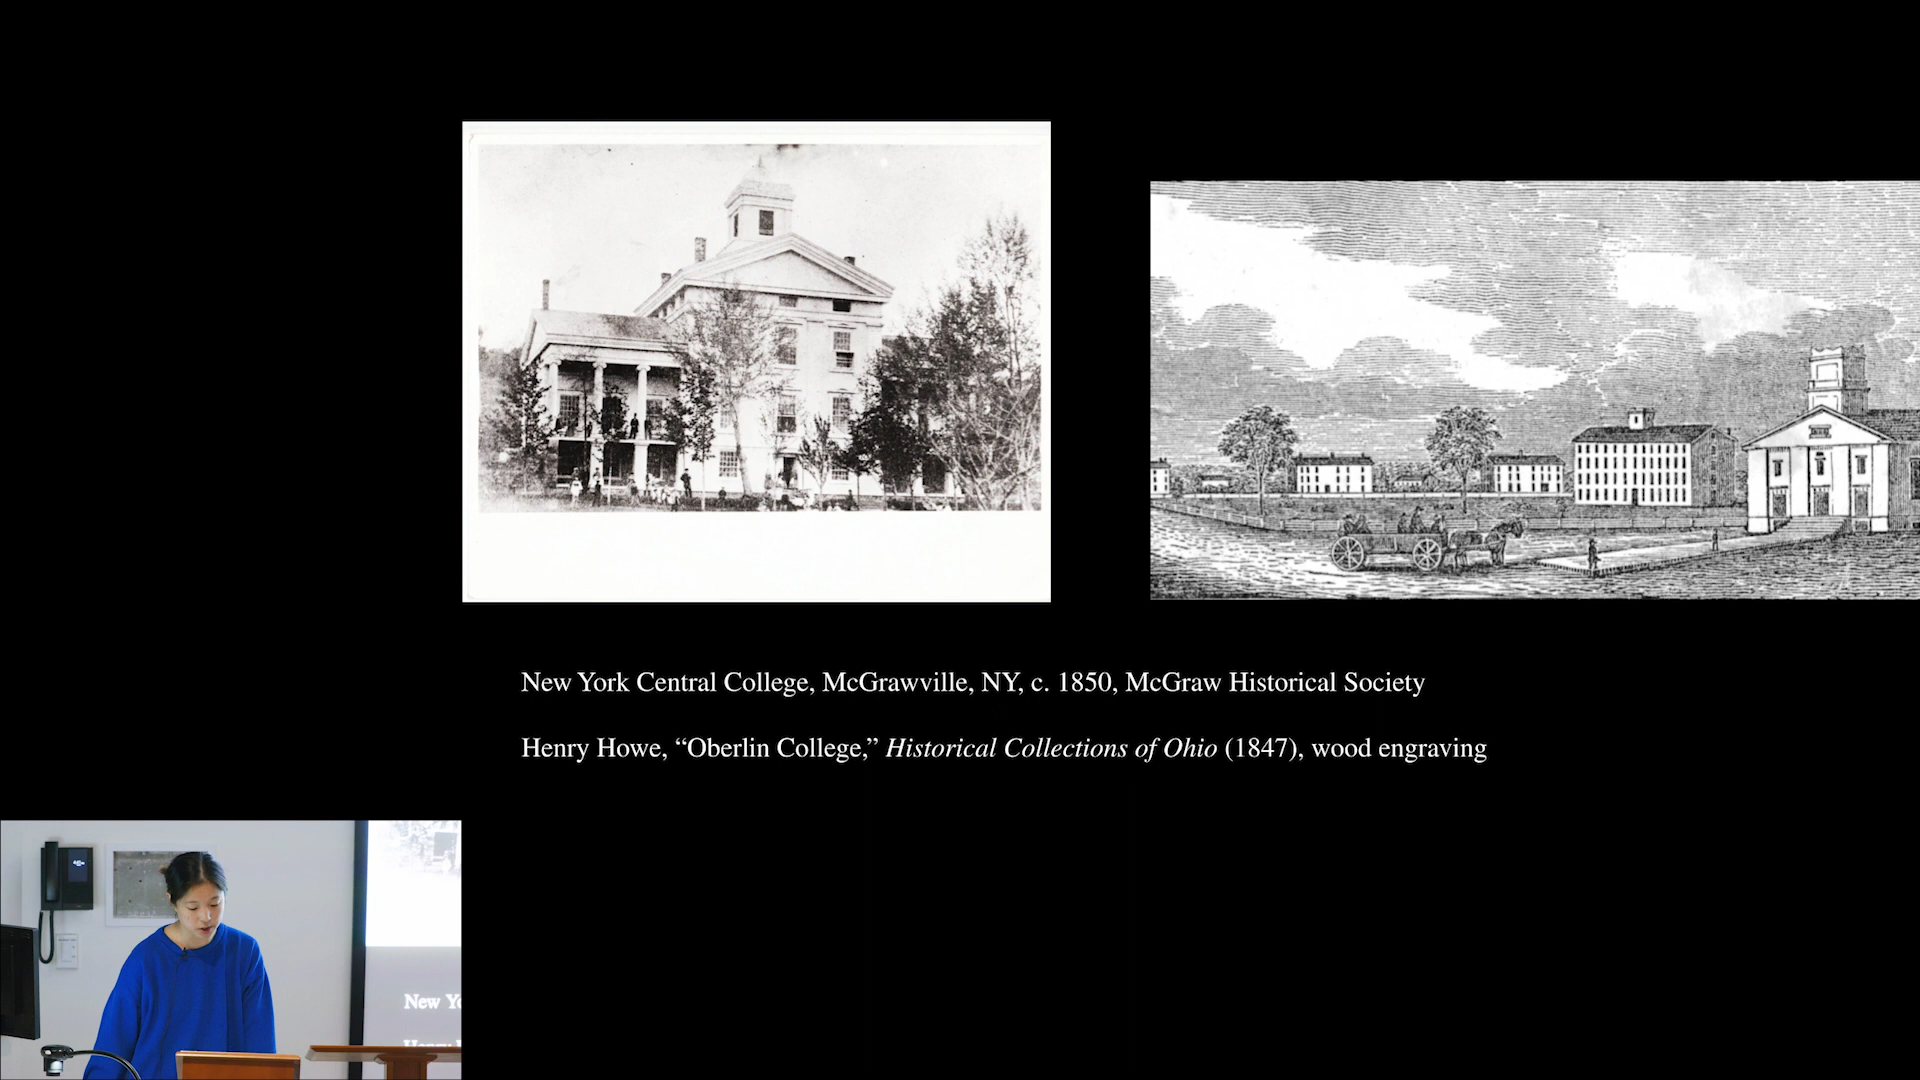 New York Central College, McGrawville, NY, c. 1850, McGraw Historical Society
Henry Howe, “Oberlin College,” Historical Collections of Ohio (1847), wood engraving
New Yo